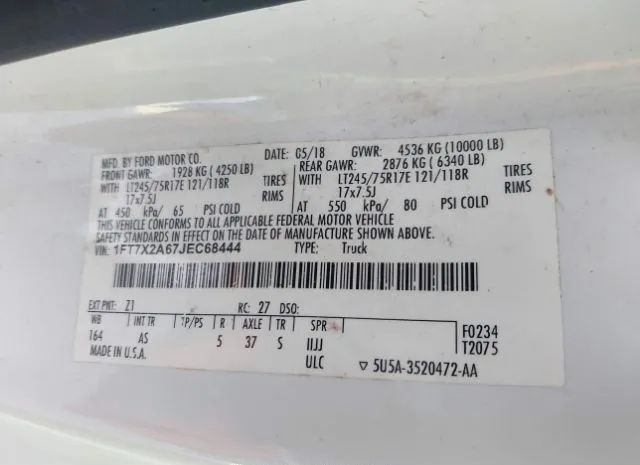 MFD. BY FORD MOTOR CO.
DATE: 05/18 GVWR: 4536 KG (10000 LB)
FRONT GAWR: 1928 KG ( 4250 LB)
REAR GAWR: 2876 KG ( 6340 LB)
WITH LT245/75R17E 121/118R TIRES
WITH LT245/75R17E 121/118R TIRES
17x7.5J RIMS
17x7.5J RIMS
AT 450 kPa/ 65 PSI COLD
AT 550 kPa/ 80 PSI COLD
THIS VEHICLE CONFORMS TO ALL APPLICABLE FEDERAL MOTOR VEHICLE
SAFETY STANDARDS IN EFFECT ON THE DATE OF MANUFACTURE SHOWN ABOVE
VIN: 1FT7X2A67JEC68444
TYPE: Truck
EXT PNT: Z1 RC: 27 DSO:
WB INT TR TP/PS R AXLE TR SPR
164 AS 5 37 S IIJJ
F0234
T2075
MADE IN U.S.A. ULC ▽ 5U5A-3520472-AA